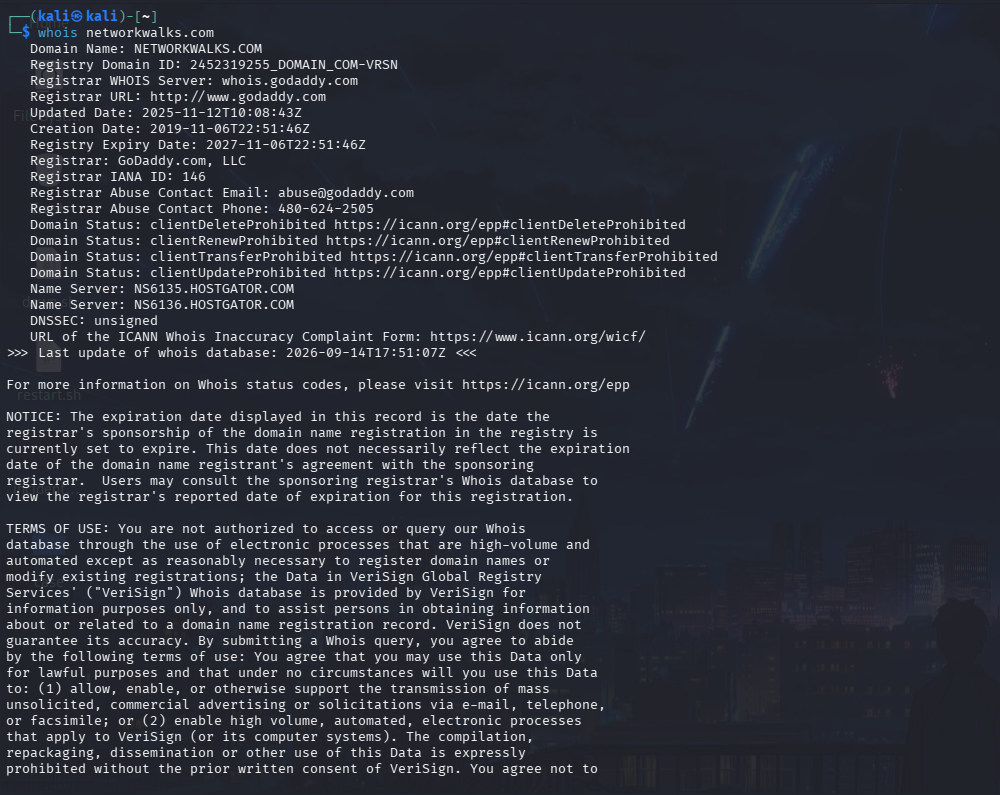 ┌──(kali㉿kali)-[~]
└─$ whois networkwalks.com
Domain Name: NETWORKWALKS.COM
Registry Domain ID: 2452319255_DOMAIN_COM-VRSN
Registrar WHOIS Server: whois.godaddy.com
Registrar URL: http://www.godaddy.com
Updated Date: 2025-11-12T10:08:43Z
Creation Date: 2019-11-06T22:51:46Z
Registry Expiry Date: 2027-11-06T22:51:46Z
Registrar: GoDaddy.com, LLC
Registrar IANA ID: 146
Registrar Abuse Contact Email: abuse@godaddy.com
Registrar Abuse Contact Phone: 480-624-2505
Domain Status: clientDeleteProhibited https://icann.org/epp#clientDeleteProhibited
Domain Status: clientRenewProhibited https://icann.org/epp#clientRenewProhibited
Domain Status: clientTransferProhibited https://icann.org/epp#clientTransferProhibited
Domain Status: clientUpdateProhibited https://icann.org/epp#clientUpdateProhibited
Name Server: NS6135.HOSTGATOR.COM
Name Server: NS6136.HOSTGATOR.COM
DNSSEC: unsigned
URL of the ICANN Whois Inaccuracy Complaint Form: https://www.icann.org/wicf/
>>> Last update of whois database: 2026-09-14T17:51:07Z <<<
For more information on Whois status codes, please visit https://icann.org/epp
restart.sh
NOTICE: The expiration date displayed in this record is the date the
registrar's sponsorship of the domain name registration in the registry is
currently set to expire. This date does not necessarily reflect the expiration
date of the domain name registrant's agreement with the sponsoring
registrar.  Users may consult the sponsoring registrar's Whois database to
view the registrar's reported date of expiration for this registration.
TERMS OF USE: You are not authorized to access or query our Whois
database through the use of electronic processes that are high-volume and
automated except as reasonably necessary to register domain names or
modify existing registrations; the Data in VeriSign Global Registry
Services' ("VeriSign") Whois database is provided by VeriSign for
information purposes only, and to assist persons in obtaining information
about or related to a domain name registration record. VeriSign does not
guarantee its accuracy. By submitting a Whois query, you agree to abide
by the following terms of use: You agree that you may use this Data only
for lawful purposes and that under no circumstances will you use this Data
to: (1) allow, enable, or otherwise support the transmission of mass
unsolicited, commercial advertising or solicitations via e-mail, telephone,
or facsimile; or (2) enable high volume, automated, electronic processes
that apply to VeriSign (or its computer systems). The compilation,
repackaging, dissemination or other use of this Data is expressly
prohibited without the prior written consent of VeriSign. You agree not to